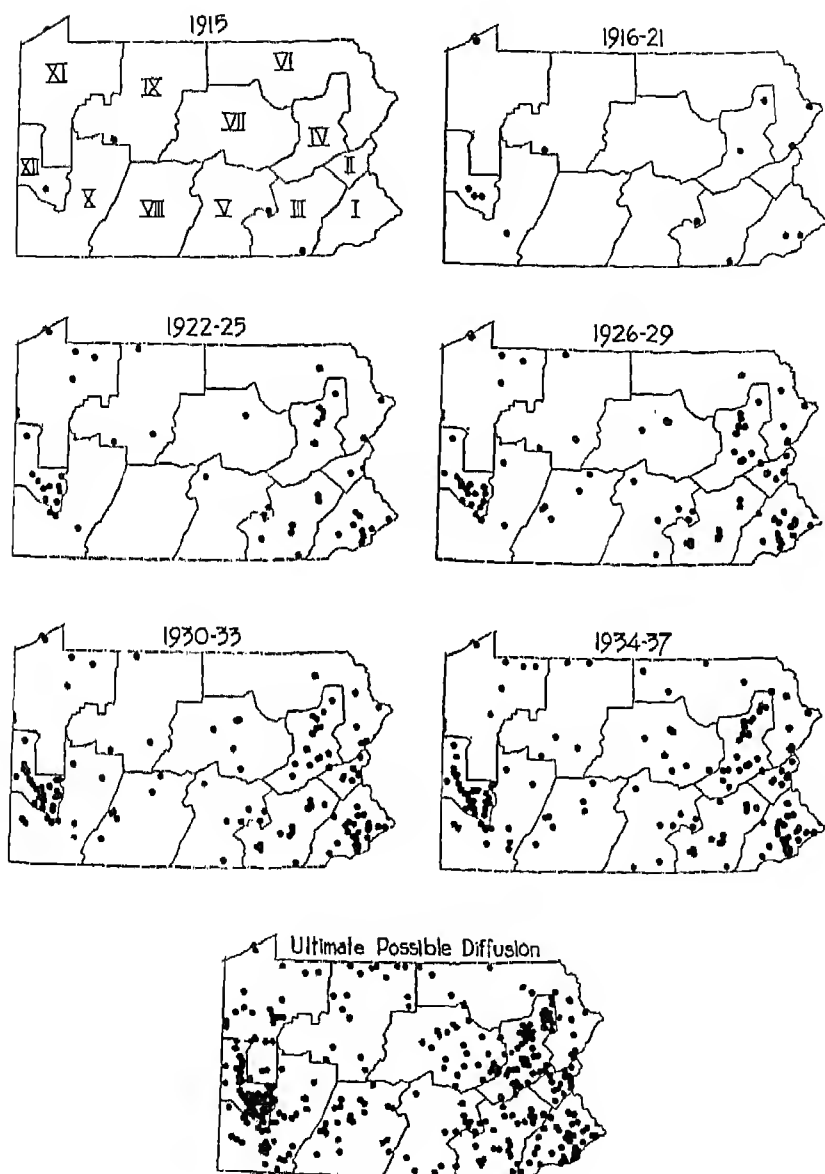 1915
XI
IX
VI
VII
IV
XII
II
X
VIII
V
III
I
1916-21
1922-25
1926-29
1930-33
1934-37
Ultimate Possible Diffusion